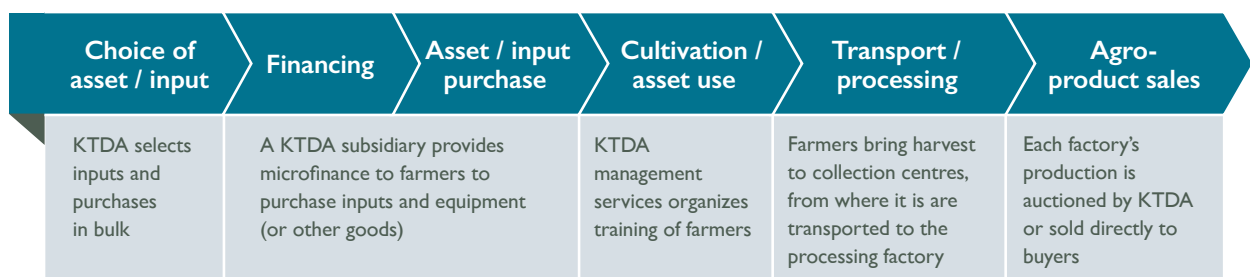 Choice of
asset / input
Financing
Asset / input
purchase
Cultivation /
asset use
Transport /
processing
Agro-
product sales
KTDA selects
inputs and
purchases
in bulk
A KTDA subsidiary provides
microfinance to farmers to
purchase inputs and equipment
(or other goods)
KTDA
management
services organizes
training of farmers
Farmers bring harvest
to collection centres,
from where it is are
transported to the
processing factory
Each factory’s
production is
auctioned by KTDA
or sold directly to
buyers